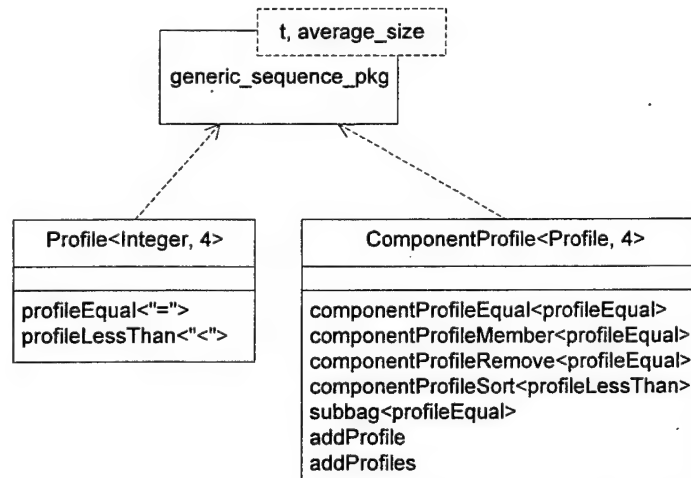 t, average_size
generic_sequence_pkg
Profile<Integer, 4>
profileEqual<"=">
profileLessThan<"<">
ComponentProfile<Profile, 4>
componentProfileEqual<profileEqual>
componentProfileMember<profileEqual>
componentProfileRemove<profileEqual>
componentProfileSort<profileLessThan>
subbag<profileEqual>
addProfile
addProfiles